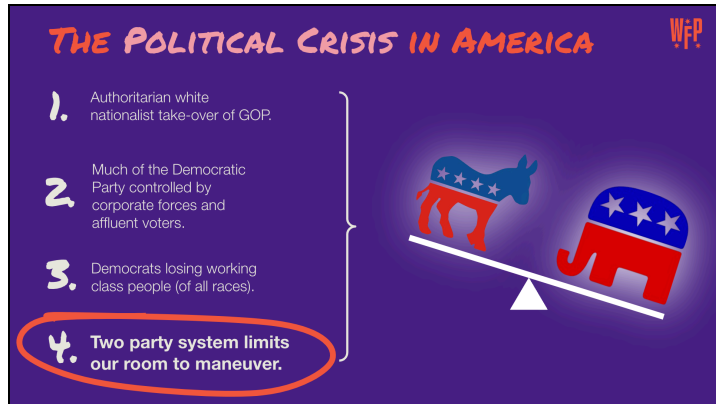 The Political Crisis in America
WFP
1.
Authoritarian white
nationalist take-over of GOP.
2.
Much of the Democratic
Party controlled by
corporate forces and
affluent voters.
3.
Democrats losing working
class people (of all races).
4.
Two party system limits
our room to maneuver.